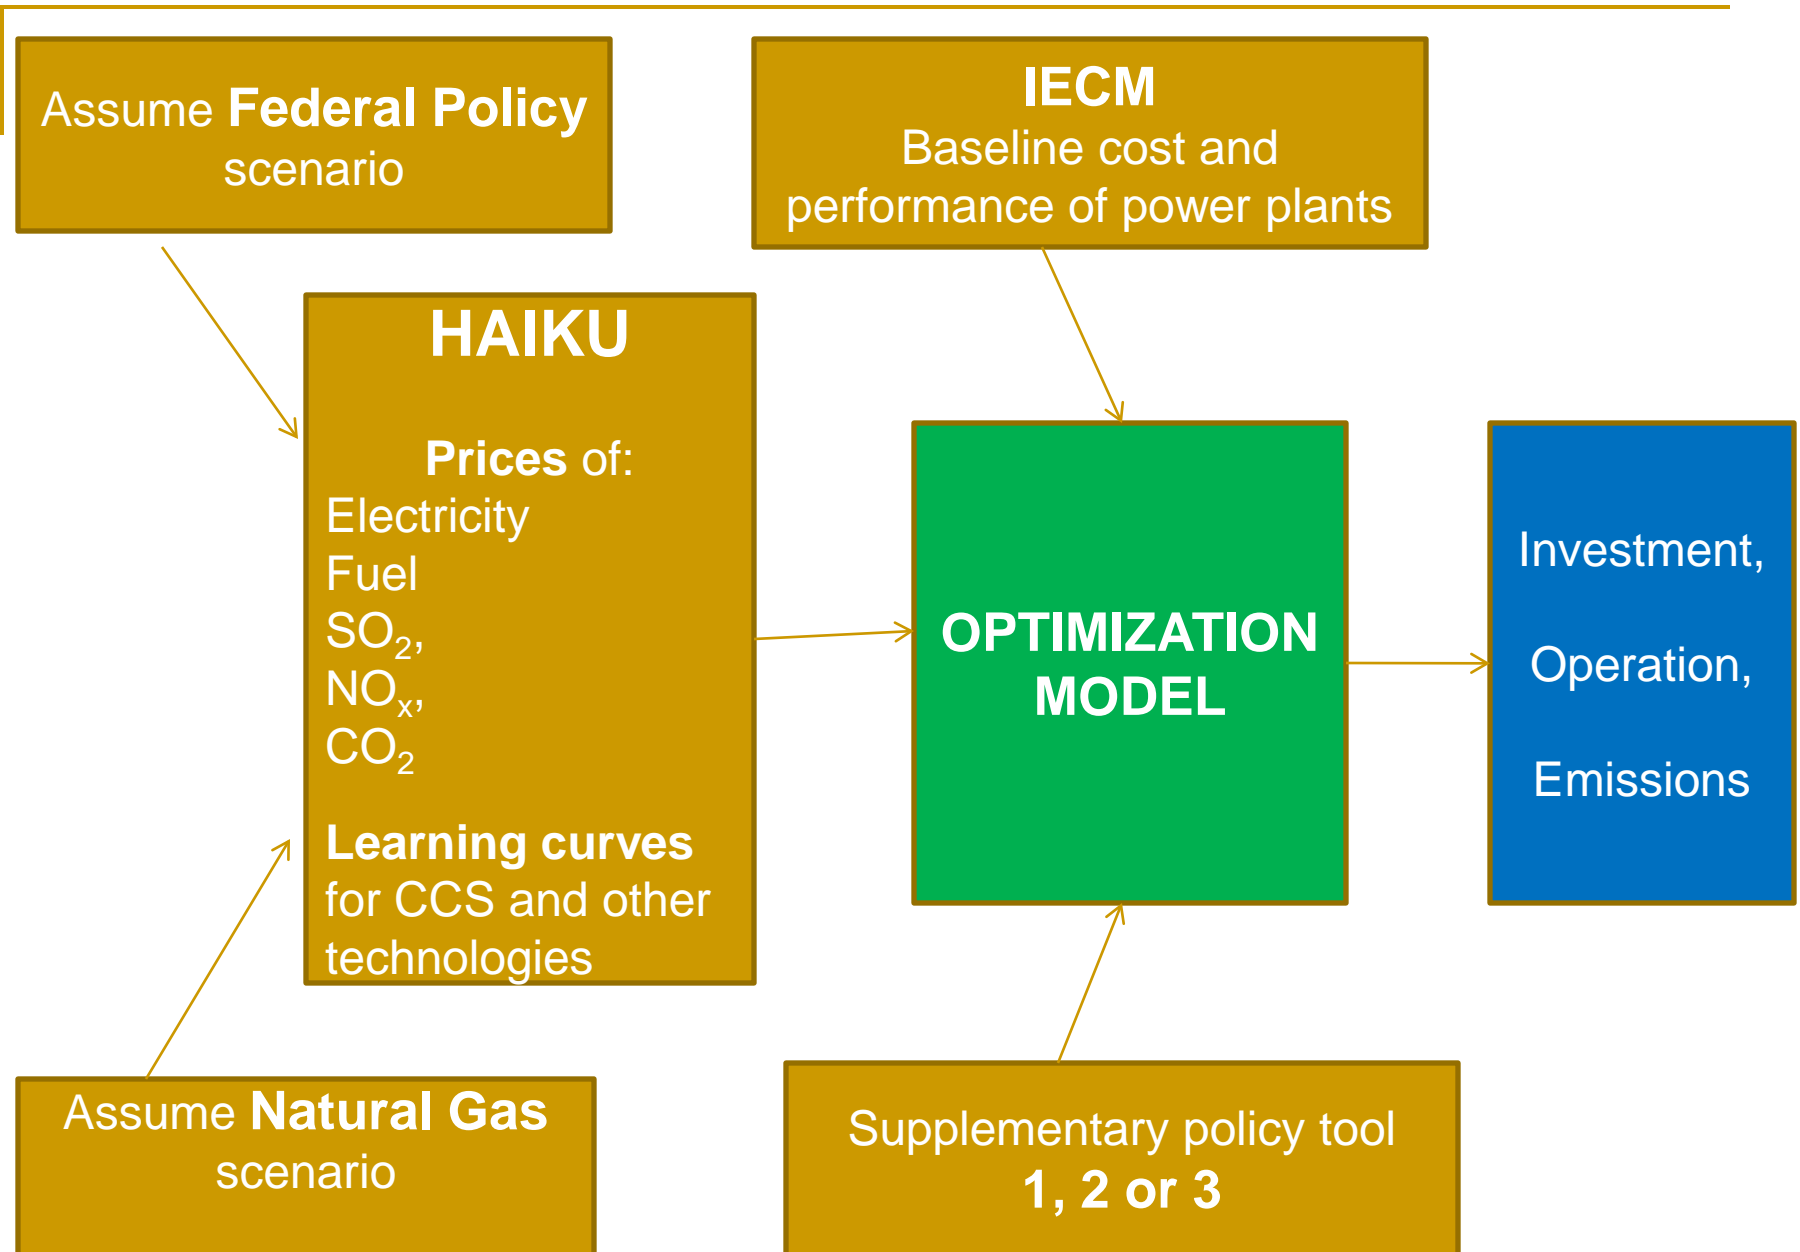 Assume Federal Policy
scenario
IECM
Baseline cost and
performance of power plants
HAIKU
Prices of:
Electricity
Fuel
SO₂,
NOₓ,
CO₂
Learning curves
for CCS and other
technologies
OPTIMIZATION
MODEL
Investment,
Operation,
Emissions
Assume Natural Gas
scenario
Supplementary policy tool
1, 2 or 3